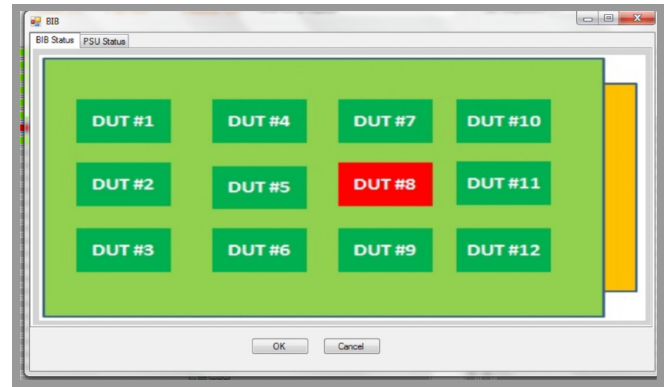 BIB
BIB Status PSU Status
DUT #1 DUT #4 DUT #7 DUT #10
DUT #2 DUT #5 DUT #8 DUT #11
DUT #3 DUT #6 DUT #9 DUT #12
OK Cancel